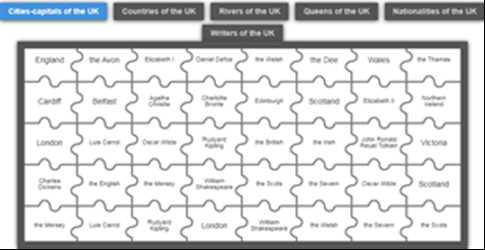 Cities-capitals of the UK
Countries of the UK
Rivers of the UK
Queens of the UK
Nationalities of the UK
Writers of the UK
England
the Avon
Elizabeth I
Daniel Defoe
the Welsh
the Dee
Wales
the Thames
Cardiff
Belfast
Agatha
Christie
Charlotte
Bronte
Edinburgh
Scotland
Elizabeth II
Northern
Ireland
London
Luis Carrol
Oscar Wilde
Rudyard
Kipling
the British
the Irish
John Ronald
Reuel Tolkien
Victoria
Charles
Dickens
the English
the Mersey
William
Shakespeare
the Scots
the Severn
Oscar Wilde
Scotland
the Mersey
Luis Carrol
Rudyard
Kipling
London
William
Shakespeare
the Welsh
the Severn
the Scots